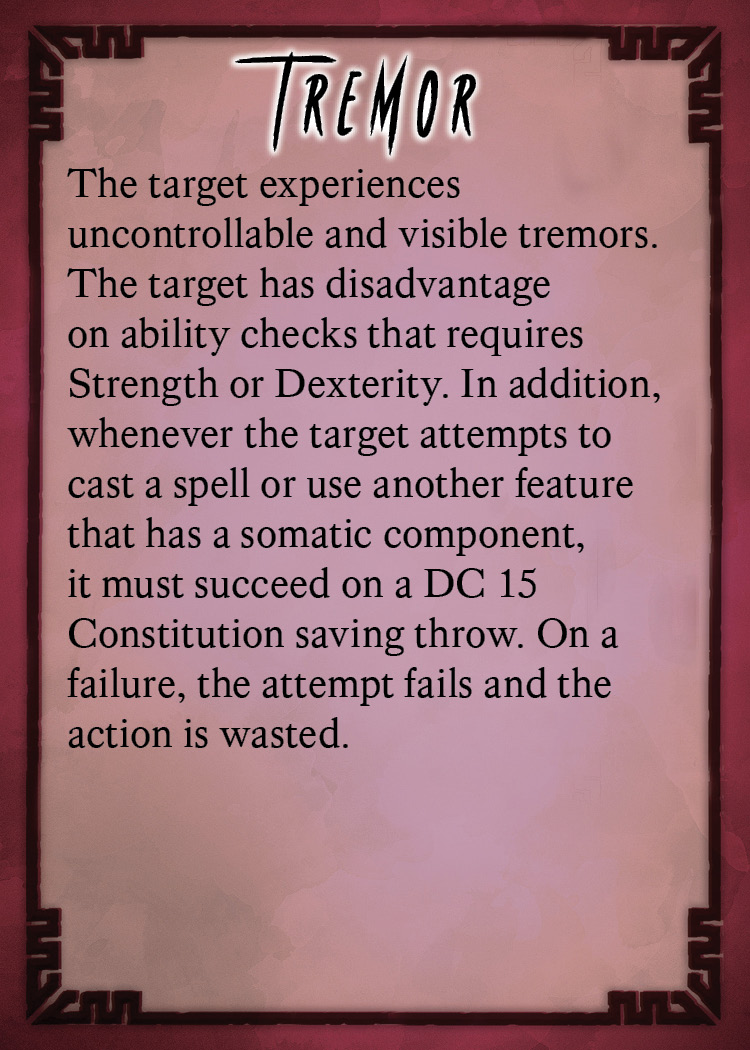 TREMOR
The target experiences
uncontrollable and visible tremors.
The target has disadvantage
on ability checks that requires
Strength or Dexterity. In addition,
whenever the target attempts to
cast a spell or use another feature
that has a somatic component,
it must succeed on a DC 15
Constitution saving throw. On a
failure, the attempt fails and the
action is wasted.